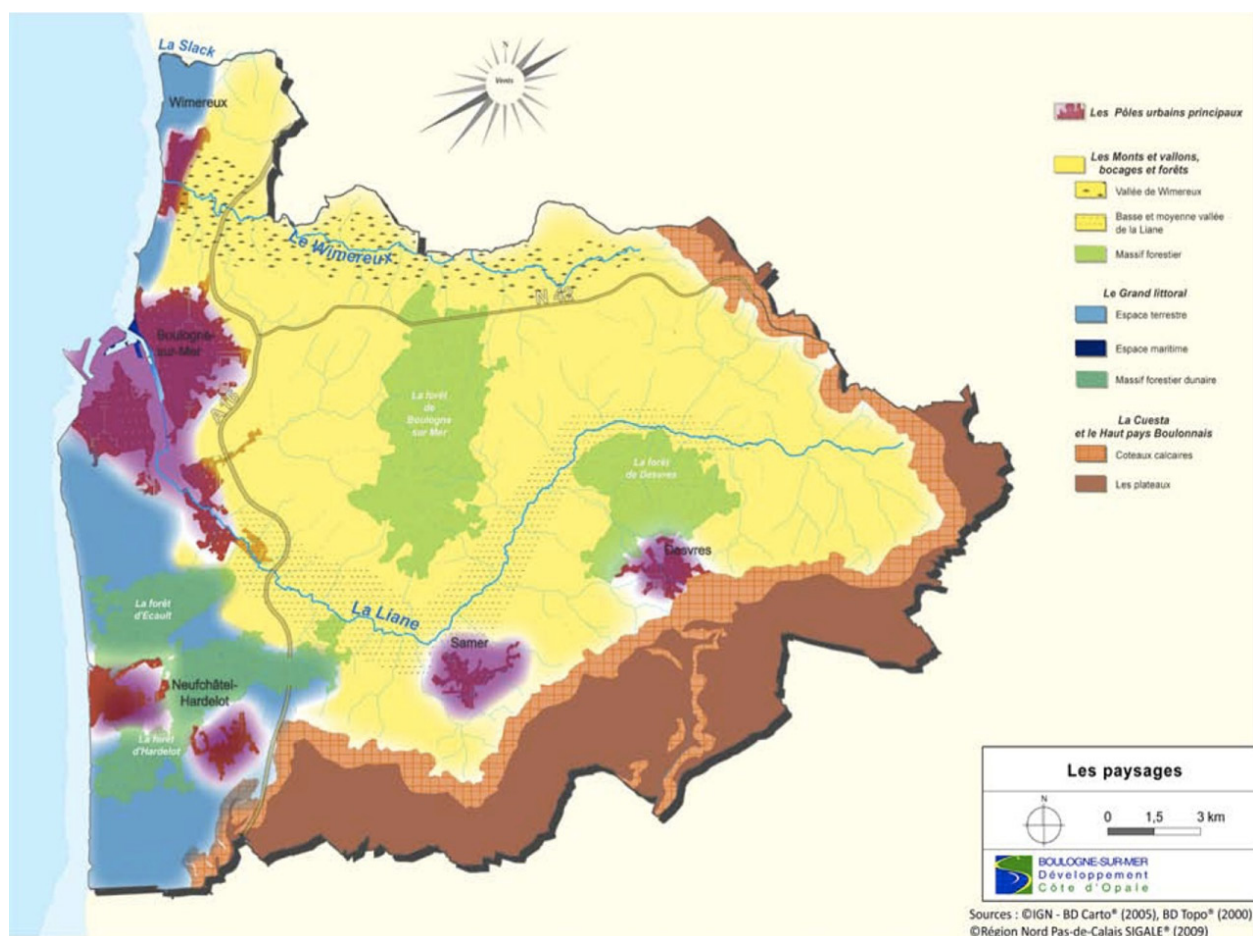 La Slack
Wimereux
Vents
N
Le Wimereux
N 42
Boulogne-
sur-Mer
A 16
La forêt
de
Boulogne
sur Mer
La forêt
de Desvres
Desvres
La Liane
La forêt
d'Ecault
Samer
Neufchâtel-
Hardelot
La forêt
d'Hardelot
Les Pôles urbains principaux
Les Monts et vallons,
bocages et forêts
Vallée de Wimereux
Basse et moyenne vallée
de la Liane
Massif forestier
Le Grand littoral
Espace terrestre
Espace maritime
Massif forestier dunaire
La Cuesta
et le Haut pays Boulonnais
Coteaux calcaires
Les plateaux
Les paysages
N
0 1,5 3 km
BOULOGNE-SUR-MER
Développement
Côte d'Opale
Sources : ©IGN - BD Carto® (2005), BD Topo® (2000)
©Région Nord Pas-de-Calais SIGALE® (2009)